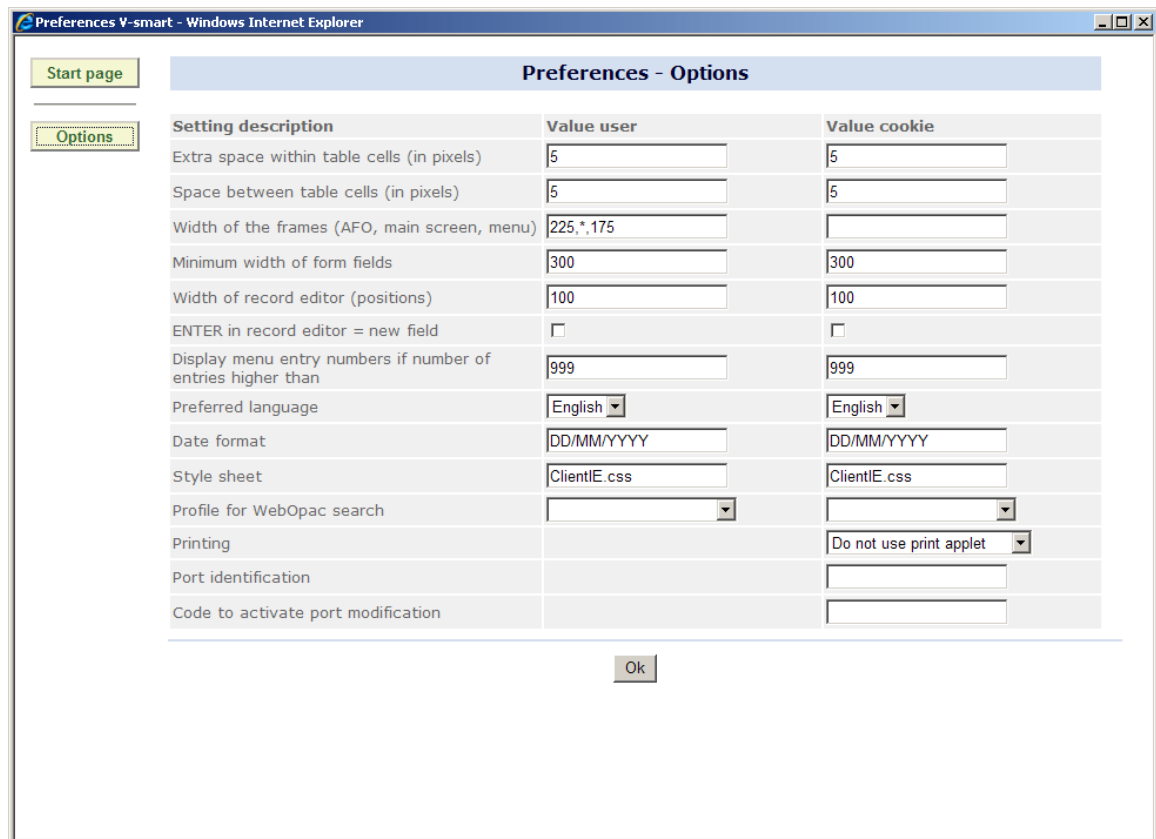 Preferences V-smart - Windows Internet Explorer
Start page
Preferences - Options
Options
Setting description Value user Value cookie
Extra space within table cells (in pixels) 5 5
Space between table cells (in pixels) 5 5
Width of the frames (AFO, main screen, menu) 225,*,175
Minimum width of form fields 300 300
Width of record editor (positions) 100 100
ENTER in record editor = new field
Display menu entry numbers if number of
entries higher than 999 999
Preferred language English English
Date format DD/MM/YYYY DD/MM/YYYY
Style sheet ClientIE.css ClientIE.css
Profile for WebOpac search
Printing Do not use print applet
Port identification
Code to activate port modification
Ok